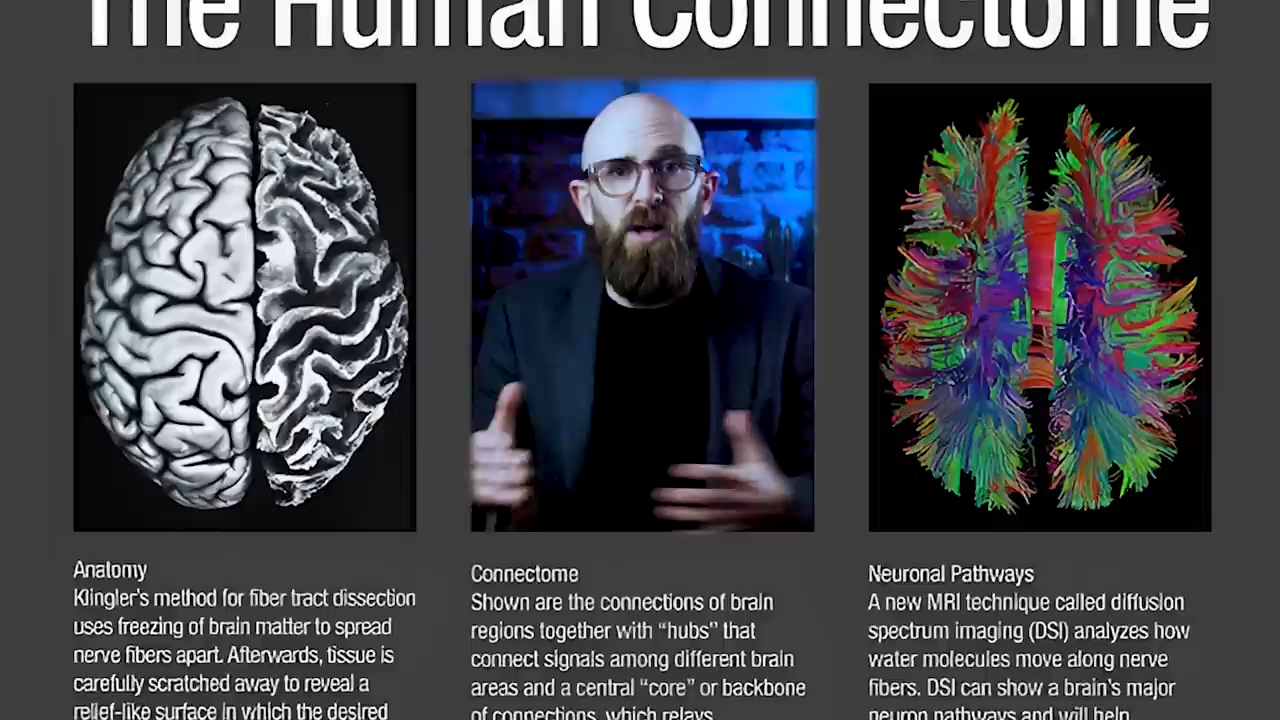 The Human Connectome
Anatomy
Klingler's method for fiber tract dissection
uses freezing of brain matter to spread
nerve fibers apart. Afterwards, tissue is
carefully scratched away to reveal a
relief-like surface in which the desired
Connectome
Shown are the connections of brain
regions together with “hubs” that
connect signals among different brain
areas and a central “core” or backbone
of connections, which relays
Neuronal Pathways
A new MRI technique called diffusion
spectrum imaging (DSI) analyzes how
water molecules move along nerve
fibers. DSI can show a brain's major
neuron pathways and will help